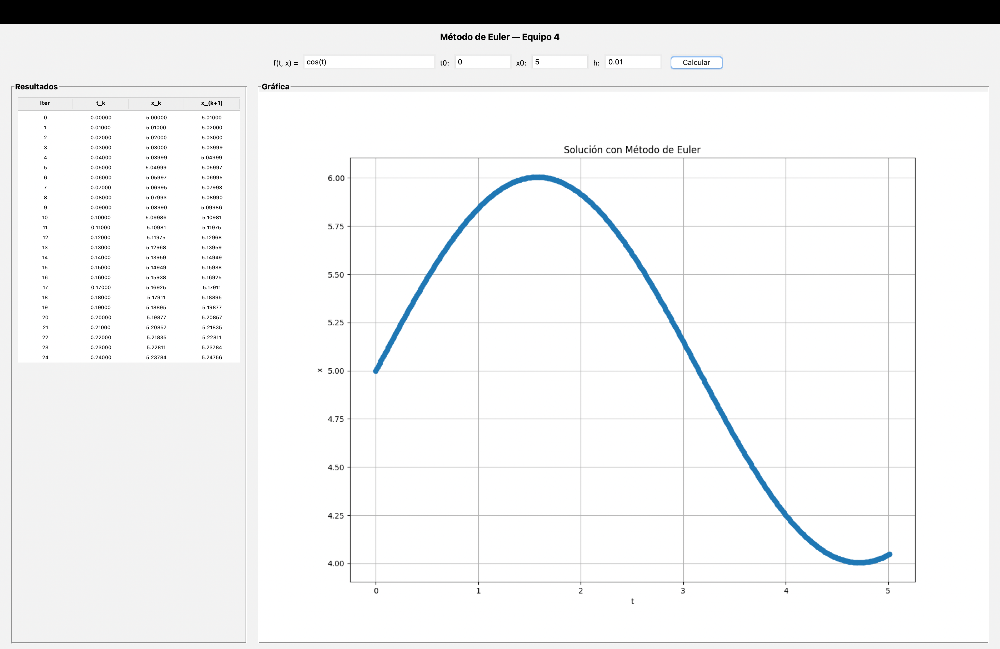 Método de Euler — Equipo 4
f(t, x) = cos(t) t0: 0 x0: 5 h: 0.01 Calcular
Resultados
Iter t_k x_k x_(k+1)
0 0.00000 5.00000 5.01000
1 0.01000 5.01000 5.02000
2 0.02000 5.02000 5.03000
3 0.03000 5.03000 5.03999
4 0.04000 5.03999 5.04999
5 0.05000 5.04999 5.05997
6 0.06000 5.05997 5.06995
7 0.07000 5.06995 5.07993
8 0.08000 5.07993 5.08990
9 0.09000 5.08990 5.09986
10 0.10000 5.09986 5.10981
11 0.11000 5.10981 5.11975
12 0.12000 5.11975 5.12968
13 0.13000 5.12968 5.13959
14 0.14000 5.13959 5.14949
15 0.15000 5.14949 5.15938
16 0.16000 5.15938 5.16925
17 0.17000 5.16925 5.17911
18 0.18000 5.17911 5.18895
19 0.19000 5.18895 5.19877
20 0.20000 5.19877 5.20857
21 0.21000 5.20857 5.21835
22 0.22000 5.21835 5.22811
23 0.23000 5.22811 5.23784
24 0.24000 5.23784 5.24756
Gráfica
Solución con Método de Euler
6.00
5.75
5.50
5.25
x 5.00
4.75
4.50
4.25
4.00
0 1 2 3 4 5
t